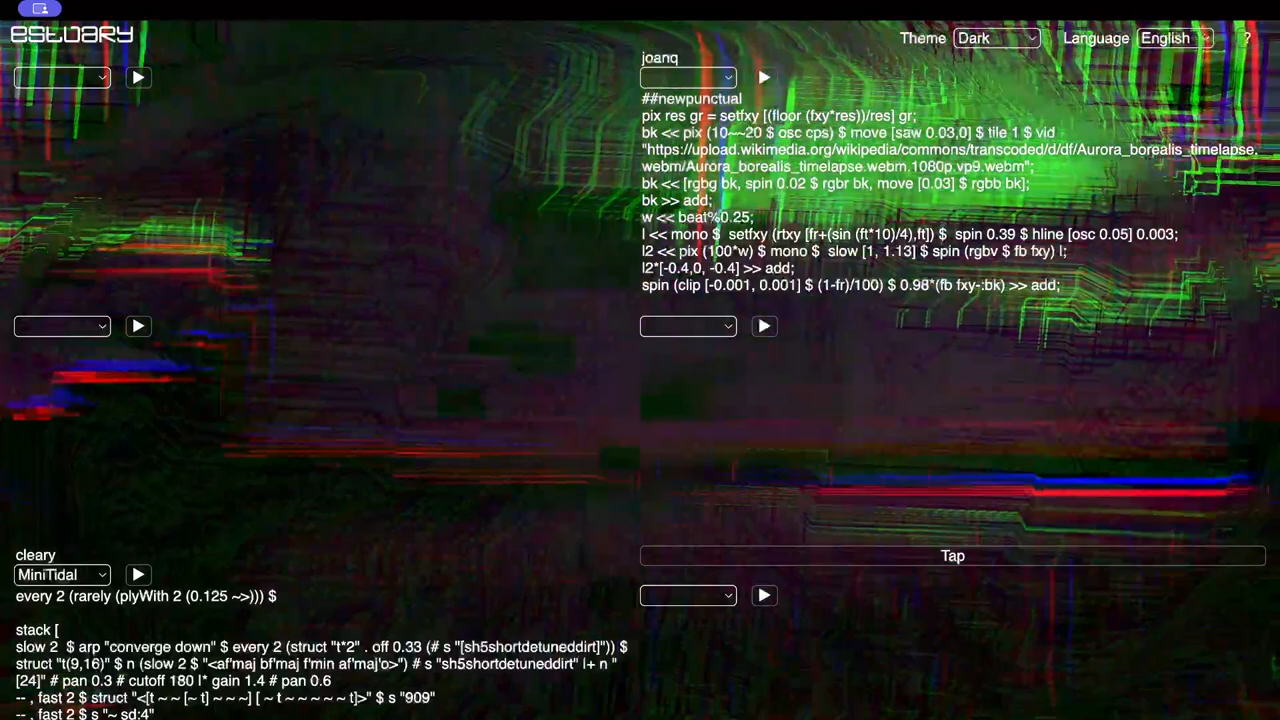 estuary
Theme Dark Language English ?
joanq
##newpunctual
pix res gr = setfxy [(floor (fxy*res))/res] gr;
bk << pix (10~~20 $ osc cps) $ move [saw 0.03,0] $ tile 1 $ vid
"https://upload.wikimedia.org/wikipedia/commons/transcoded/d/df/Aurora_borealis_timelapse.
webm/Aurora_borealis_timelapse.webm.1080p.vp9.webm";
bk << [rgbg bk, spin 0.02 $ rgbr bk, move [0.03] $ rgbb bk];
bk >> add;
w << beat%0.25;
l << mono $  setfxy (rtxy [fr+(sin (ft*10)/4),ft]) $  spin 0.39 $ hline [osc 0.05] 0.003;
l2 << pix (100*w) $ mono $  slow [1, 1.13] $ spin (rgbv $ fb fxy) l;
l2*[-0.4,0, -0.4] >> add;
spin (clip [-0.001, 0.001] $ (1-fr)/100) $ 0.98*(fb fxy-:bk) >> add;
Tap
cleary
MiniTidal
every 2 (rarely (plyWith 2 (0.125 ~>))) $
stack [
slow 2  $ arp "converge down" $ every 2 (struct "t*2" . off 0.33 (# s "[sh5shortdetuneddirt]")) $
struct "t(9,16)" $ n (slow 2 $ "<af'maj bf'maj f'min af'maj'o>") # s "sh5shortdetuneddirt" |+ n "
[24]" # pan 0.3 # cutoff 180 |* gain 1.4 # pan 0.6
-- , fast 2 $ struct "<[t ~ ~ [~ t] ~ ~ ~] [ ~ t ~ ~ ~ ~ ~ t]>" $ s "909"
-- , fast 2 $ s "~ sd:4"